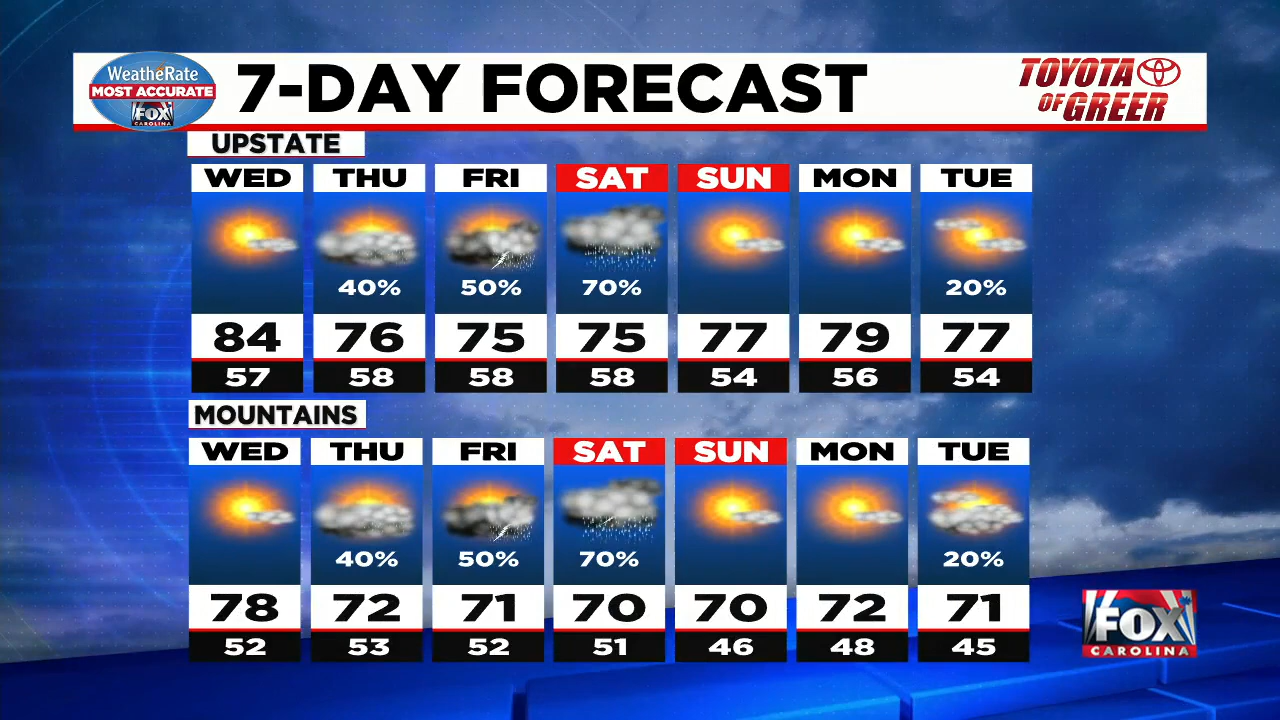 WeatheRate
MOST ACCURATE
FOX
CAROLINA
7-DAY FORECAST
TOYOTA
OF GREER
UPSTATE
WED THU FRI SAT SUN MON TUE
40% 50% 70% 20%
84 76 75 75 77 79 77
57 58 58 58 54 56 54
MOUNTAINS
WED THU FRI SAT SUN MON TUE
40% 50% 70% 20%
78 72 71 70 70 72 71
52 53 52 51 46 48 45
FOX
CAROLINA